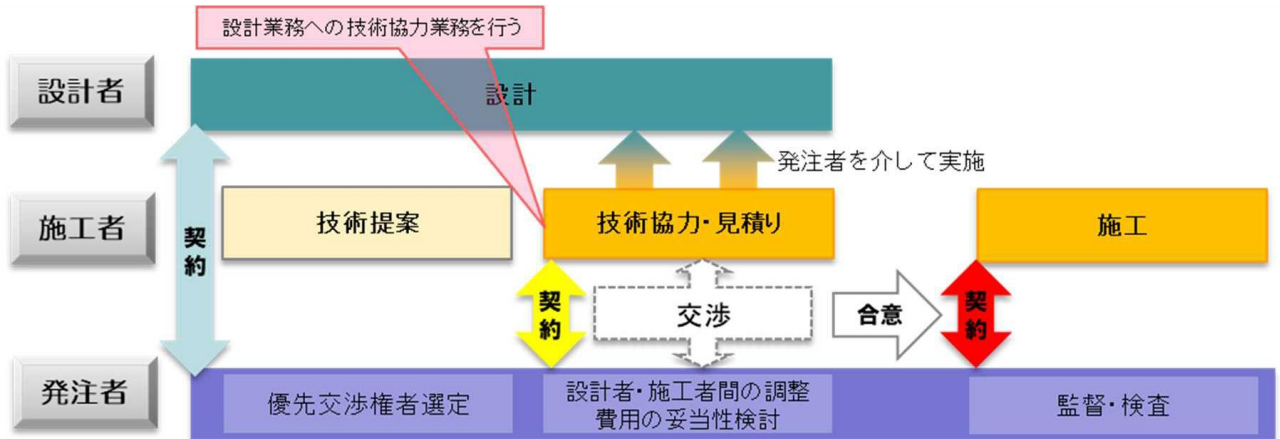 設計業務への技術協力業務を行う
設計者
設計
発注者を介して実施
施工者
技術提案
技術協力・見積り
施工
契約
契約
交渉
合意
契約
発注者
優先交渉権者選定
設計者・施工者間の調整
費用の妥当性検討
監督・検査